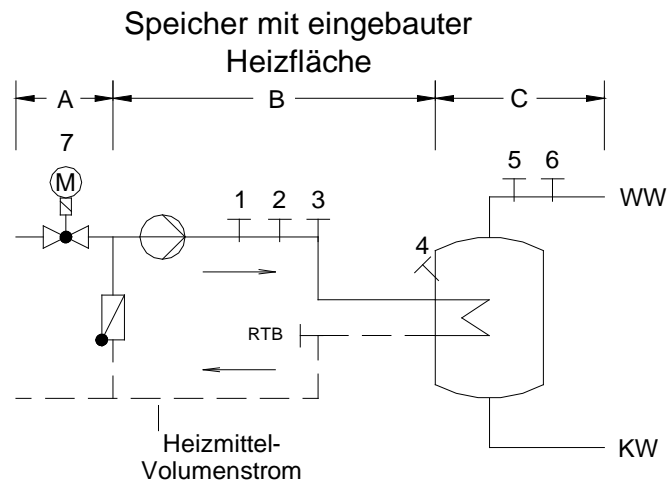 Speicher mit eingebauter
Heizfläche
A B C
7
M
1 2 3
5 6
WW
4
RTB
Heizmittel-
Volumenstrom
KW